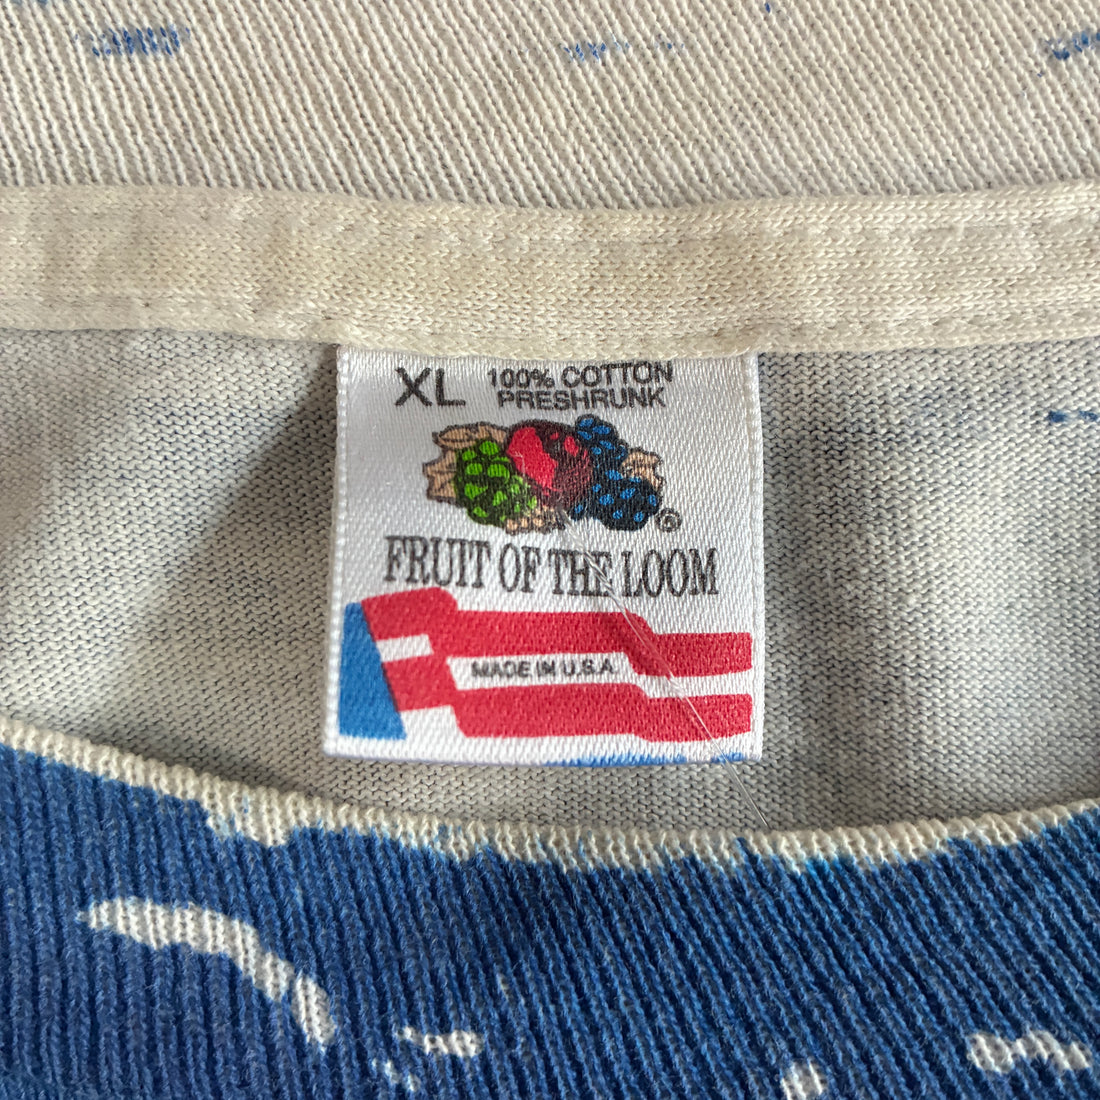 XL 100% COTTON
PRESHRUNK
®
FRUIT OF THE LOOM
MADE IN U.S.A.